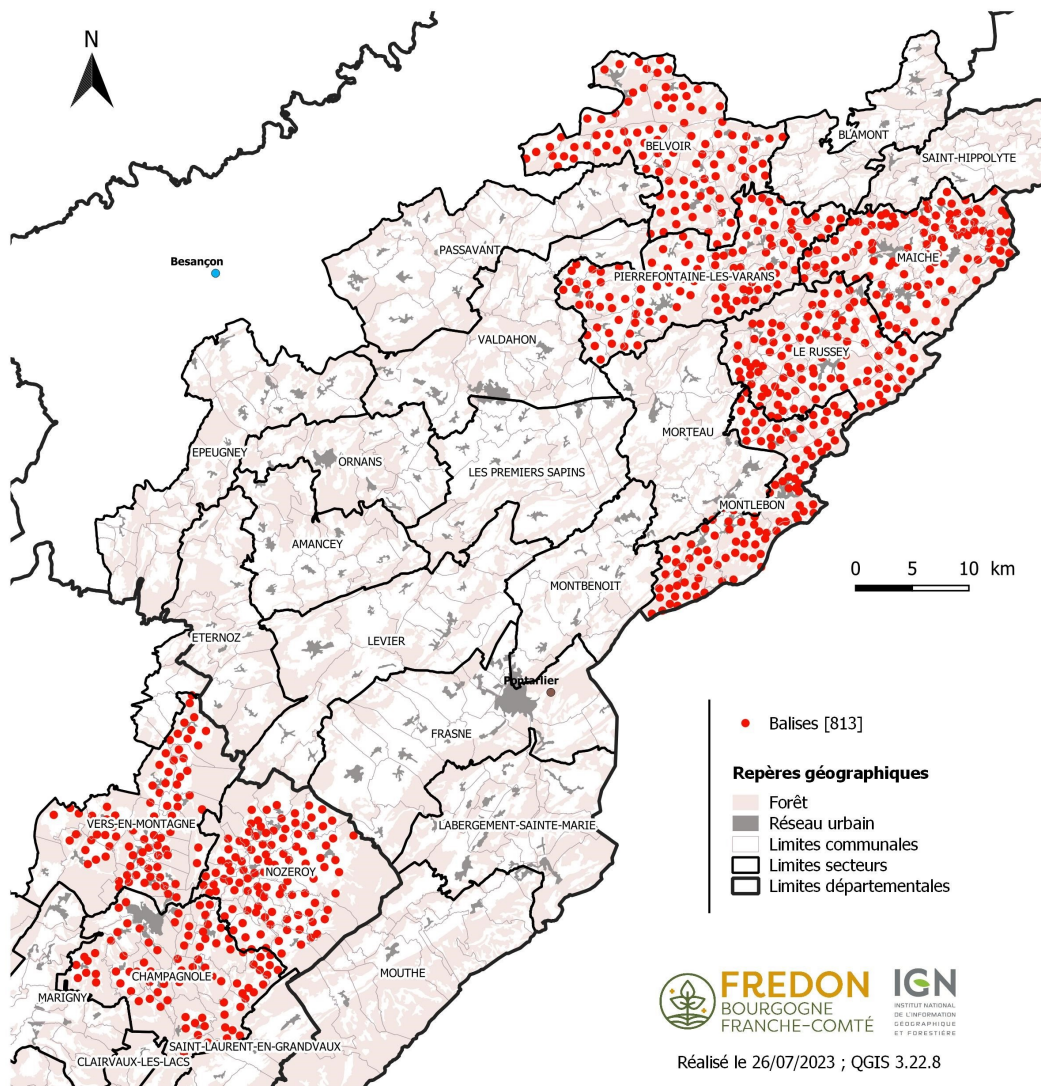 N
BELVOIR
BLAMONT
SAINT-HIPPOLYTE
PASSAVANT
Besançon
MAICHE
PIERREFONTAINE-LES-VARANS
VALDAHON
LE RUSSEY
MORTEAU
EPEUGNEY
ORNANS
LES PREMIERS SAPINS
MONTLEBON
AMANCEY
MONTBENOIT
0 5 10 km
ETERNOZ
LEVIER
Pontarlier
FRASNE
VERS-EN-MONTAGNE
LABERGEMENT-SAINTE-MARIE
NOZEROY
MOUTHE
CHAMPAGNOLE
MARIGNY
SAINT-LAURENT-EN-GRANDVAUX
CLAIRVAUX-LES-LACS
Balises [813]
Repères géographiques
Forêt
Réseau urbain
Limites communales
Limites secteurs
Limites départementales
FREDON
BOURGOGNE
FRANCHE-COMTÉ
IGN
INSTITUT NATIONAL
DE L'INFORMATION
GÉOGRAPHIQUE
ET FORESTIÈRE
Réalisé le 26/07/2023 ; QGIS 3.22.8